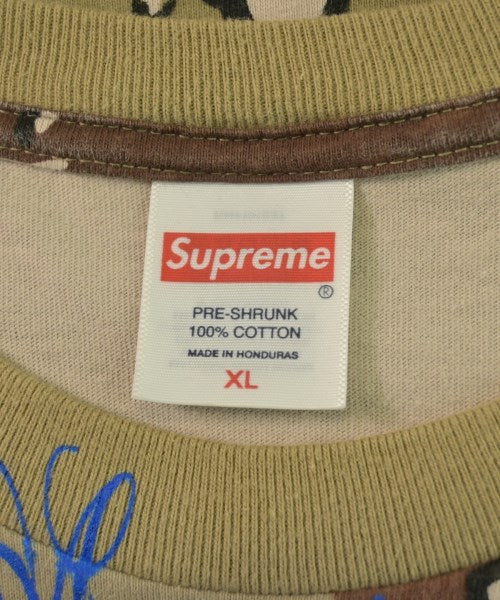 Supreme
®
PRE-SHRUNK
100% COTTON
MADE IN HONDURAS
XL